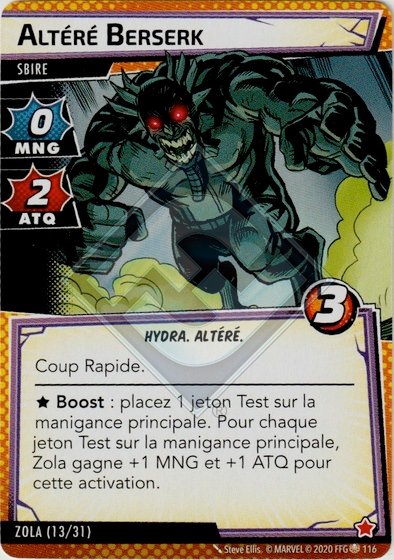 Altéré Berserk
SBIRE
0
MNG
2
ATQ
3
HYDRA. ALTÉRÉ.
Coup Rapide.
★ Boost : placez 1 jeton Test sur la
manigance principale. Pour chaque
jeton Test sur la manigance principale,
Zola gagne +1 MNG et +1 ATQ pour
cette activation.
ZOLA (13/31)
Steve Ellis. © MARVEL © 2020 FFG 116